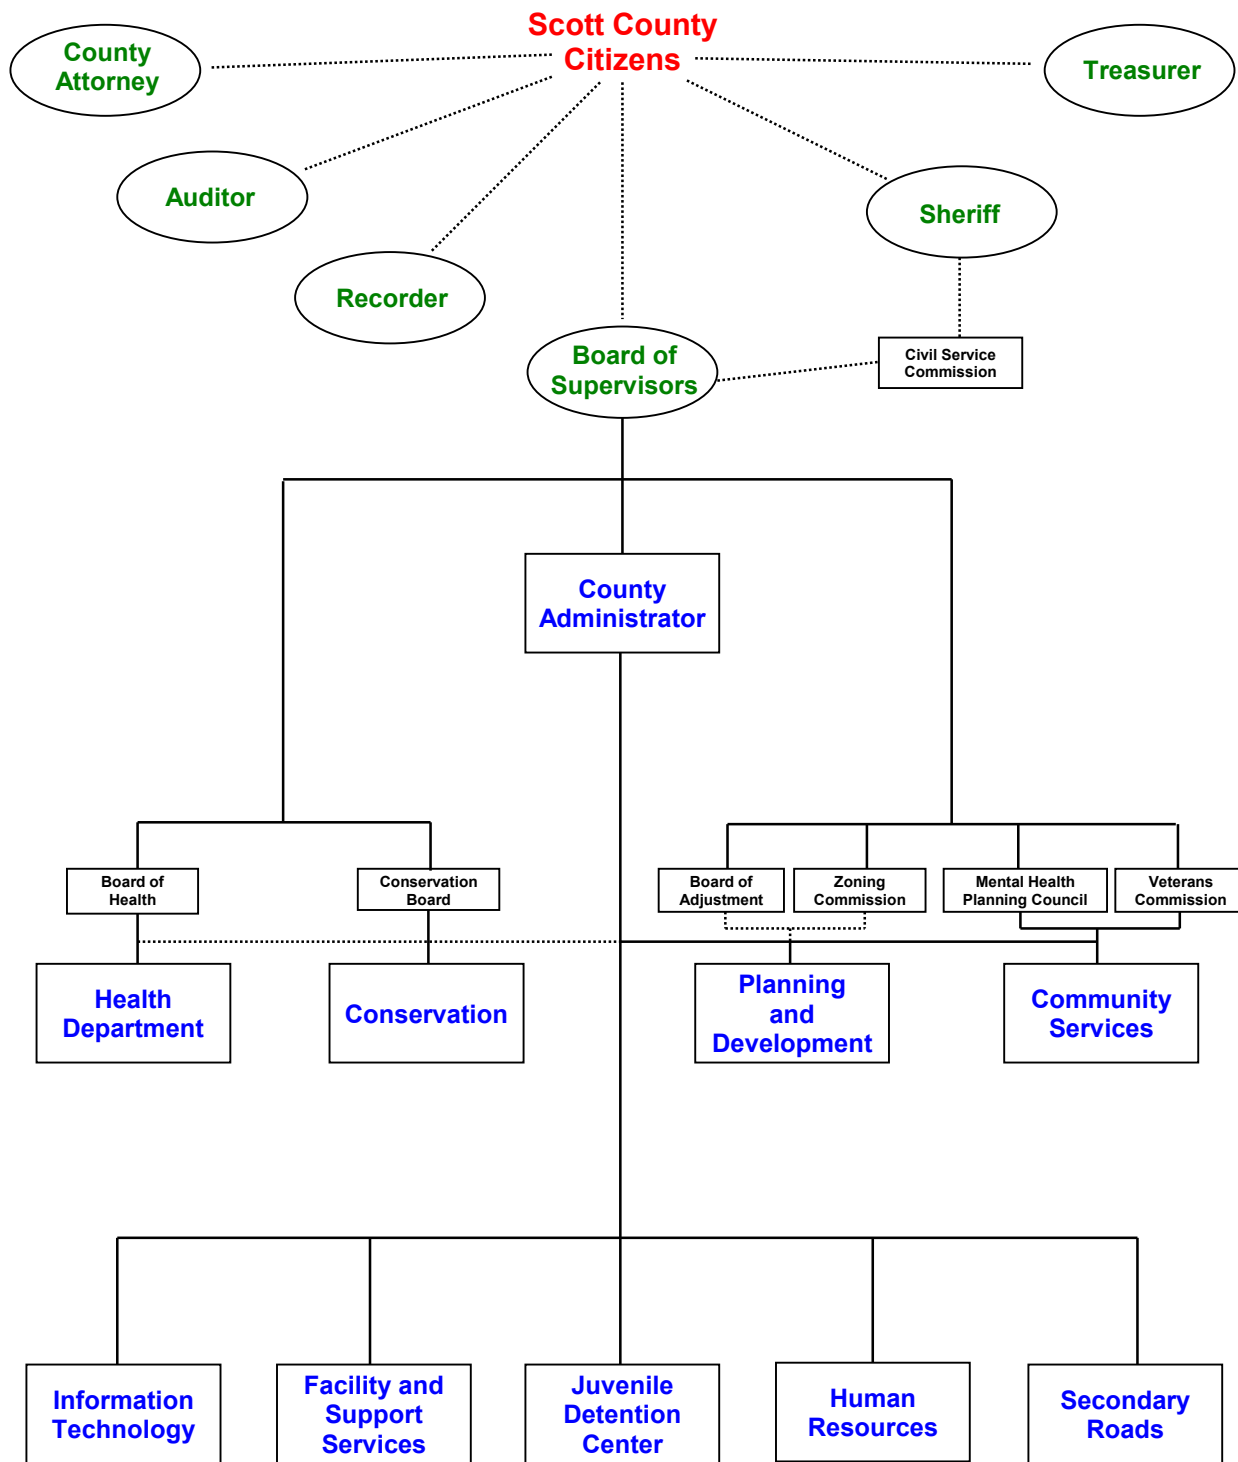 Scott County
Citizens
County
Attorney
Treasurer
Auditor
Sheriff
Recorder
Board of
Supervisors
Civil Service
Commission
County
Administrator
Board of
Health
Conservation
Board
Board of
Adjustment
Zoning
Commission
Mental Health
Planning Council
Veterans
Commission
Health
Department
Conservation
Planning
and
Development
Community
Services
Information
Technology
Facility and
Support
Services
Juvenile
Detention
Center
Human
Resources
Secondary
Roads